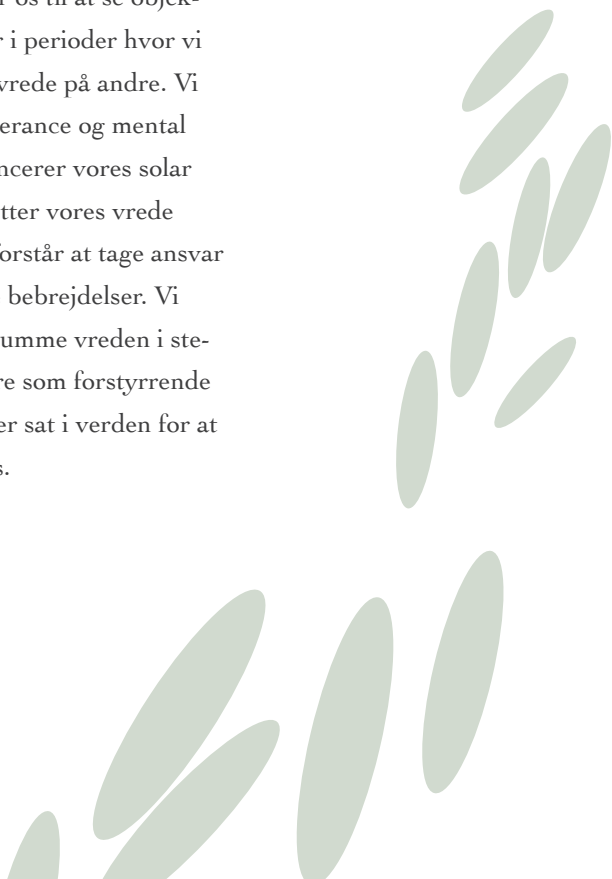 os til at se objek-
i perioder hvor vi
vrede på andre. Vi
erance og mental
ncerer vores solar
tter vores vrede
forstår at tage ansvar
bebrejdelser. Vi
umme vreden i ste-
re som forstyrrende
er sat i verden for at
s.